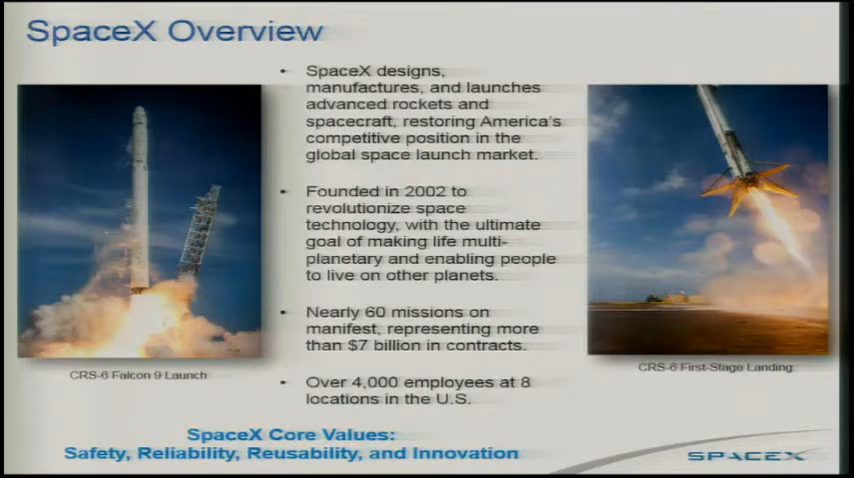 SpaceX Overview
• SpaceX designs,
manufactures, and launches
advanced rockets and
spacecraft, restoring America's
competitive position in the
global space launch market.
• Founded in 2002 to
revolutionize space
technology, with the ultimate
goal of making life multi-
planetary and enabling people
to live on other planets.
• Nearly 60 missions on
manifest, representing more
than $7 billion in contracts.
• Over 4,000 employees at 8
locations in the U.S.
CRS-6 Falcon 9 Launch
CRS-6 First-Stage Landing
SpaceX Core Values:
Safety, Reliability, Reusability, and Innovation
SPACEX